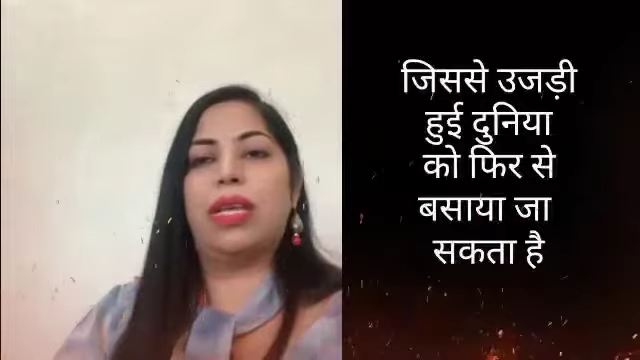 जिससे उजड़ी
हुई दुनिया
को फिर से
बसाया जा
सकता है